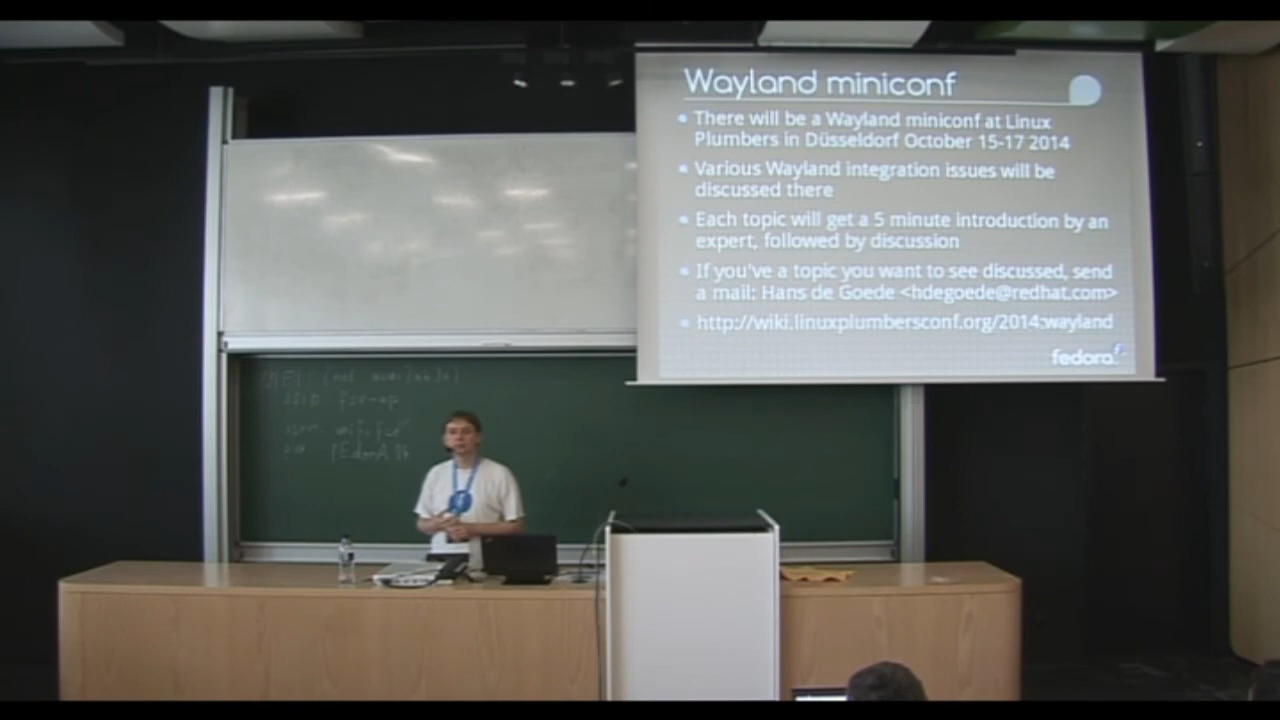 Wayland miniconf
There will be a Wayland miniconf at Linux
Plumbers in Düsseldorf October 15-17 2014
Various Wayland integration issues will be
discussed there
Each topic will get a 5 minute introduction by an
expert, followed by discussion
If you've a topic you want to see discussed, send
a mail: Hans de Goede <hdegoede@redhat.com>
http://wiki.linuxplumbersconf.org/2014:wayland
fedora